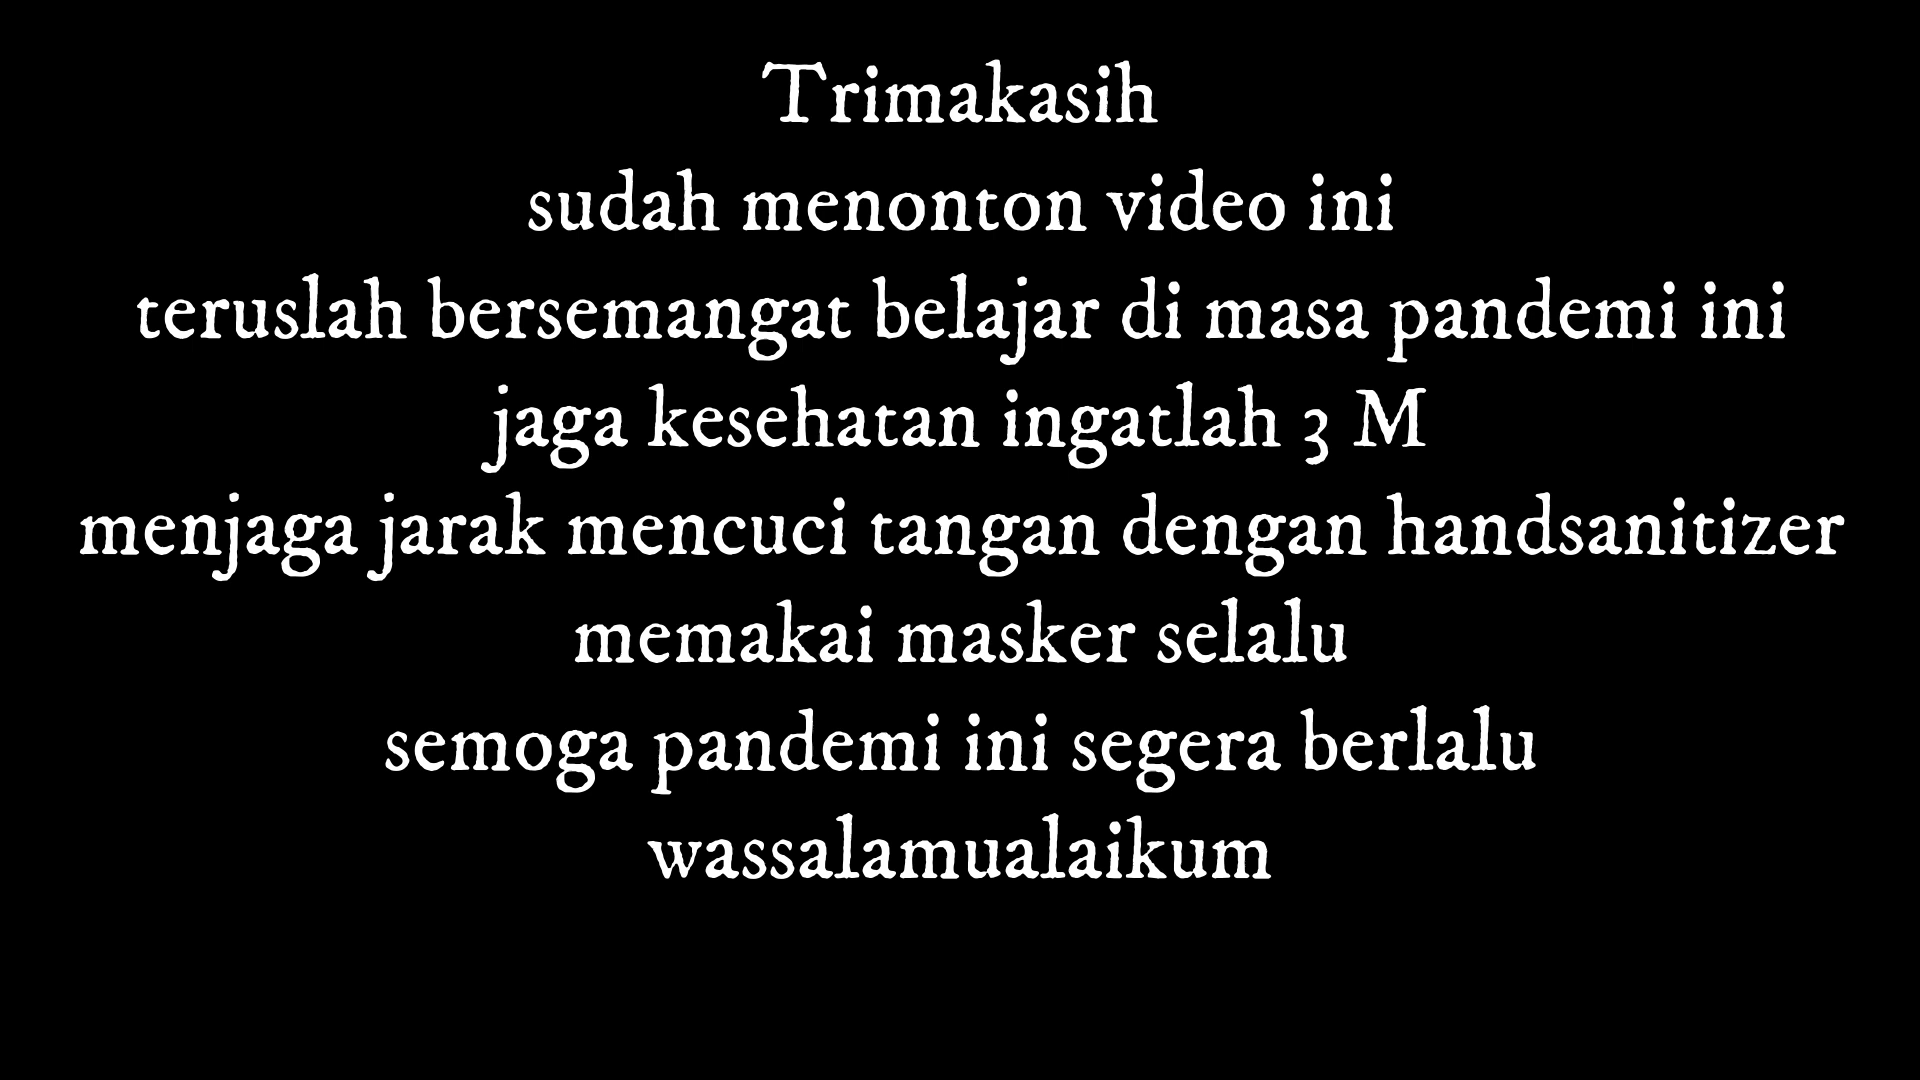 Trimakasih
sudah menonton video ini
teruslah bersemangat belajar di masa pandemi ini
jaga kesehatan ingatlah 3 M
menjaga jarak mencuci tangan dengan handsanitizer
memakai masker selalu
semoga pandemi ini segera berlalu
wassalamualaikum